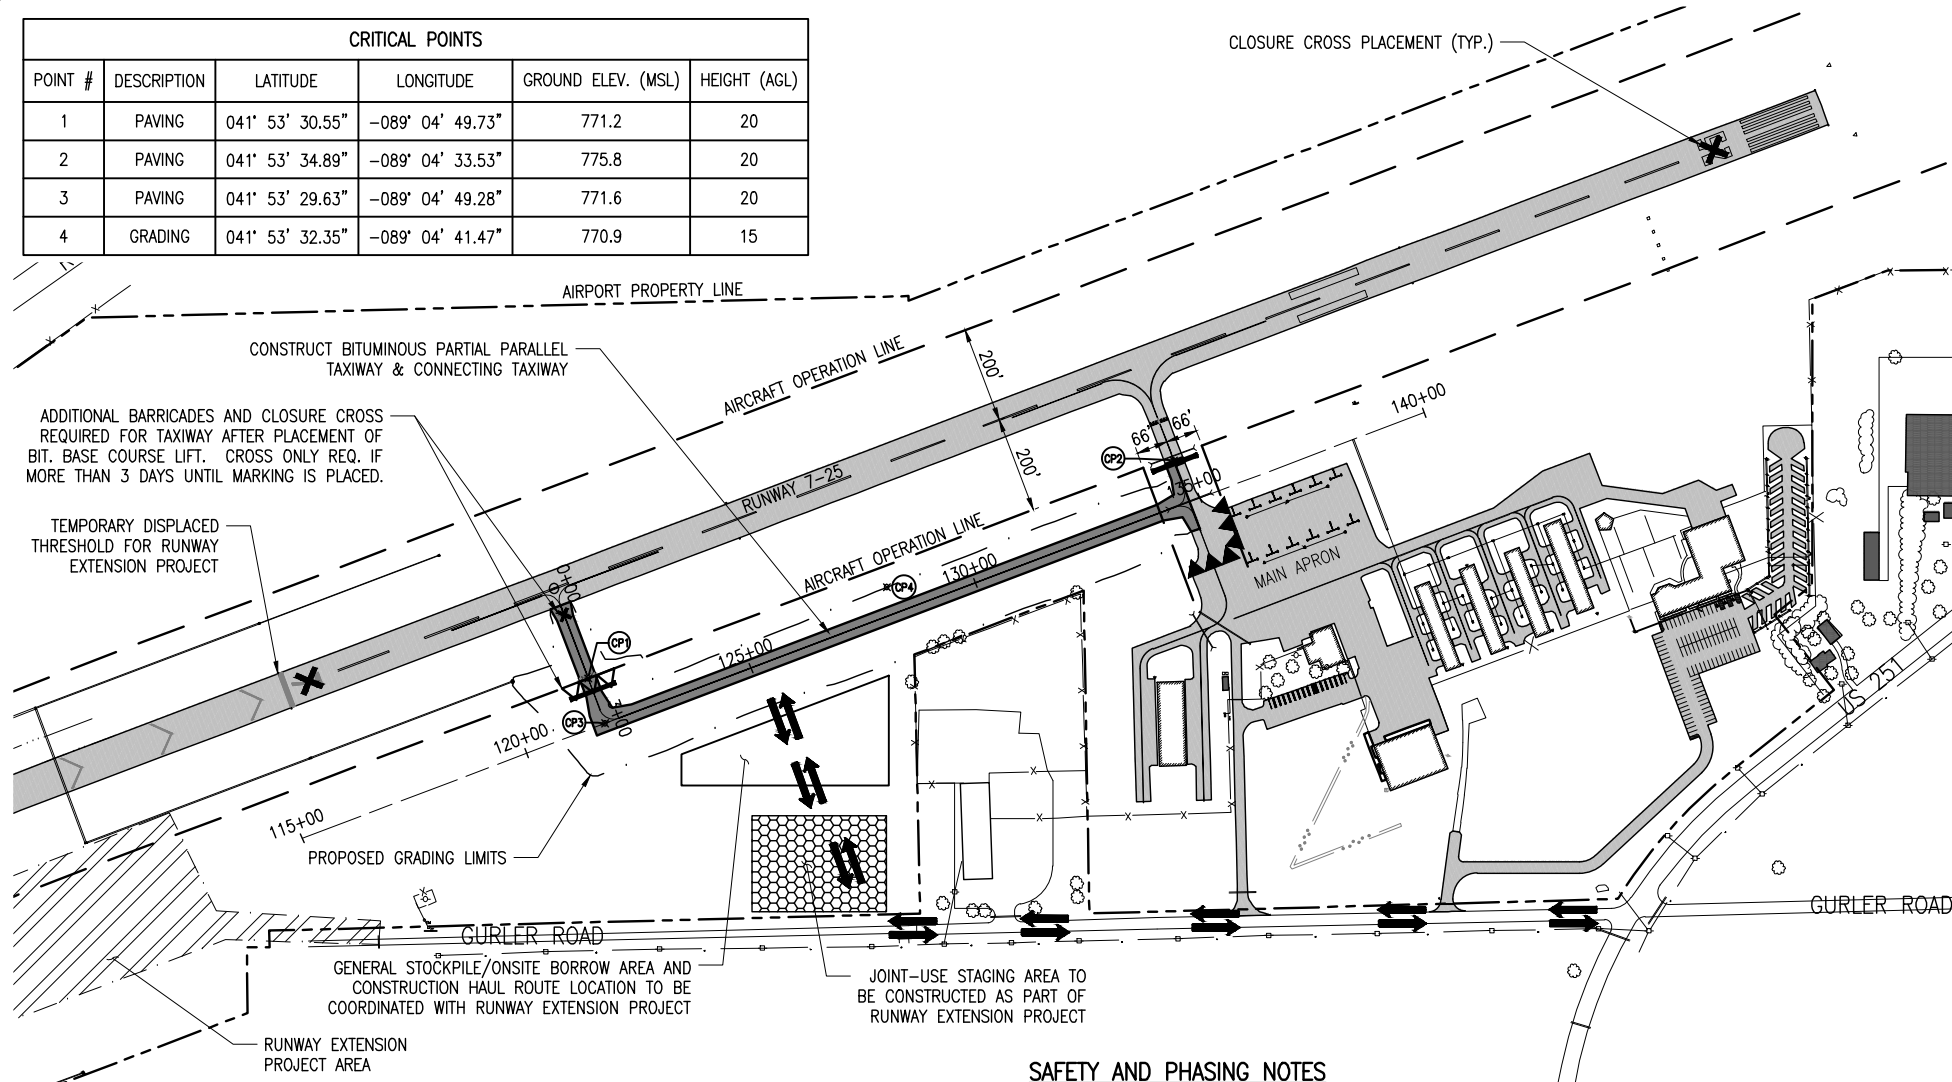 CRITICAL POINTS
POINT # DESCRIPTION LATITUDE LONGITUDE GROUND ELEV. (MSL) HEIGHT (AGL)
1 PAVING 041° 53' 30.55" -089° 04' 49.73" 771.2 20
2 PAVING 041° 53' 34.89" -089° 04' 33.53" 775.8 20
3 PAVING 041° 53' 29.63" -089° 04' 49.28" 771.6 20
4 GRADING 041° 53' 32.35" -089° 04' 41.47" 770.9 15
CLOSURE CROSS PLACEMENT (TYP.)
AIRPORT PROPERTY LINE
CONSTRUCT BITUMINOUS PARTIAL PARALLEL
TAXIWAY & CONNECTING TAXIWAY
AIRCRAFT OPERATION LINE
200'
200'
ADDITIONAL BARRICADES AND CLOSURE CROSS
REQUIRED FOR TAXIWAY AFTER PLACEMENT OF
BIT. BASE COURSE LIFT. CROSS ONLY REQ. IF
MORE THAN 3 DAYS UNTIL MARKING IS PLACED.
140+00
66' 66'
CP2
135+00
RUNWAY 7-25
TEMPORARY DISPLACED
THRESHOLD FOR RUNWAY
EXTENSION PROJECT
AIRCRAFT OPERATION LINE
MAIN APRON
0+00
CP4
130+00
CP1
125+00
CP3
120+00
115+00
PROPOSED GRADING LIMITS
US 251
GURLER ROAD
GURLER ROAD
GENERAL STOCKPILE/ONSITE BORROW AREA AND
CONSTRUCTION HAUL ROUTE LOCATION TO BE
COORDINATED WITH RUNWAY EXTENSION PROJECT
JOINT-USE STAGING AREA TO
BE CONSTRUCTED AS PART OF
RUNWAY EXTENSION PROJECT
RUNWAY EXTENSION
PROJECT AREA
SAFETY AND PHASING NOTES